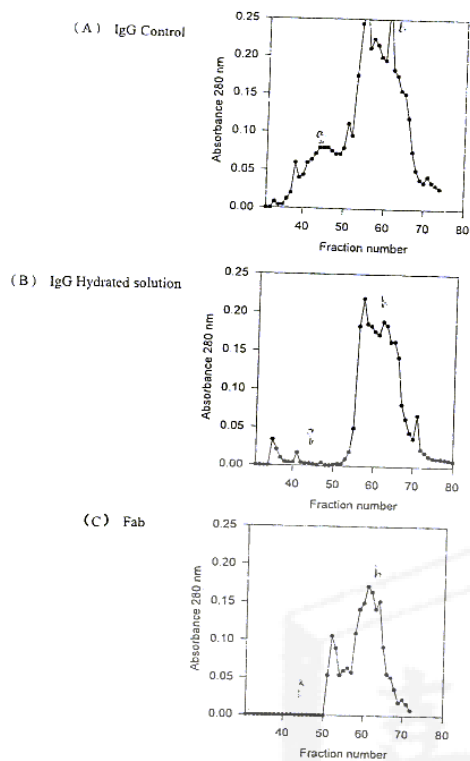 (A) IgG Control
0.25
0.20
0.15
0.10
0.05
0.00
Absorbance 280 nm
a
b
40 50 60 70 80
Fraction number
(B) IgG Hydrated solution
0.25
0.20
0.15
0.10
0.05
0.00
Absorbance 280 nm
b
40 50 60 70 80
Fraction number
(C) Fab
0.25
0.20
0.15
0.10
0.05
0.00
Absorbance 280 nm
b
30 40 50 60 70 80
Fraction number